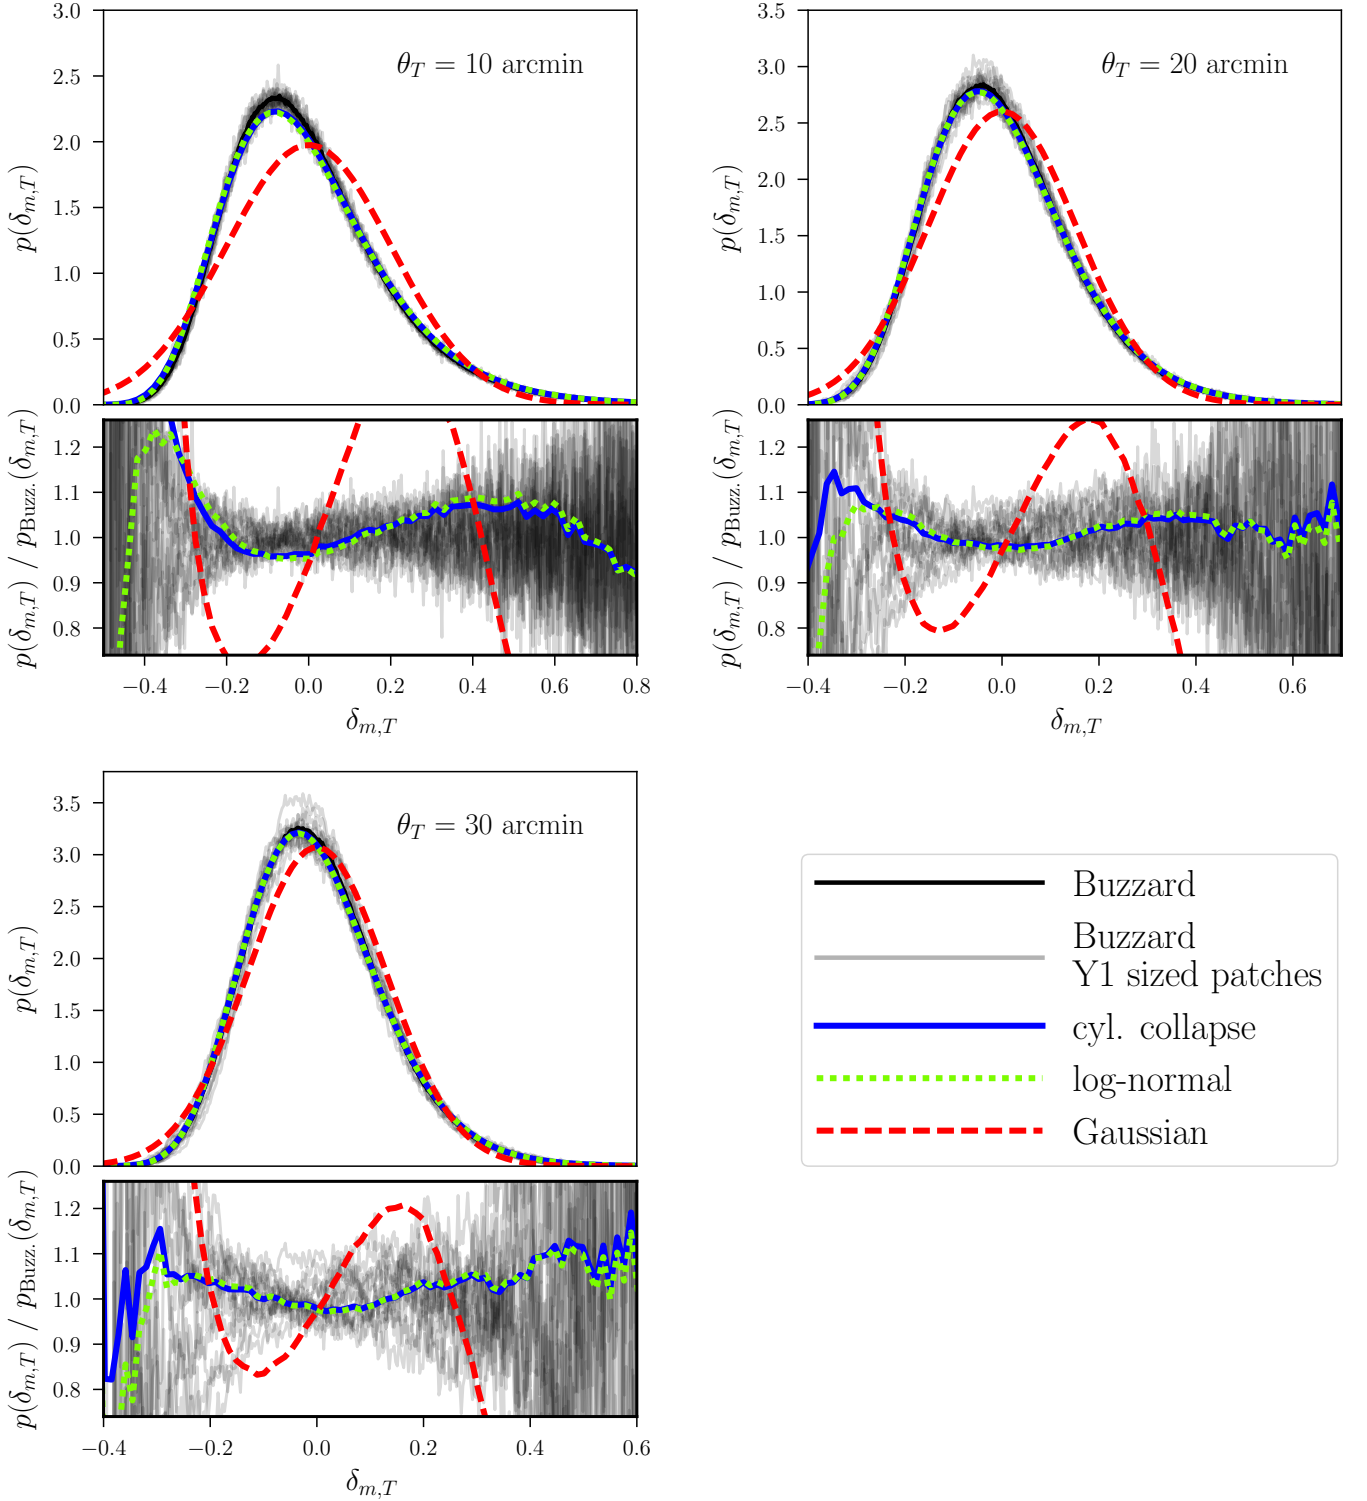 3.0
2.5
2.0
1.5
1.0
0.5
0.0
p(δ_{m,T})
θ_T = 10 arcmin
1.2
1.1
1.0
0.9
0.8
p(δ_{m,T}) / p_{Buzz.}(δ_{m,T})
−0.4 −0.2 0.0 0.2 0.4 0.6 0.8
δ_{m,T}
3.5
3.0
2.5
2.0
1.5
1.0
0.5
0.0
p(δ_{m,T})
θ_T = 20 arcmin
1.2
1.1
1.0
0.9
0.8
p(δ_{m,T}) / p_{Buzz.}(δ_{m,T})
−0.4 −0.2 0.0 0.2 0.4 0.6
δ_{m,T}
3.5
3.0
2.5
2.0
1.5
1.0
0.5
0.0
p(δ_{m,T})
θ_T = 30 arcmin
1.2
1.1
1.0
0.9
0.8
p(δ_{m,T}) / p_{Buzz.}(δ_{m,T})
−0.4 −0.2 0.0 0.2 0.4 0.6
δ_{m,T}
Buzzard
Buzzard
Y1 sized patches
cyl. collapse
log-normal
Gaussian